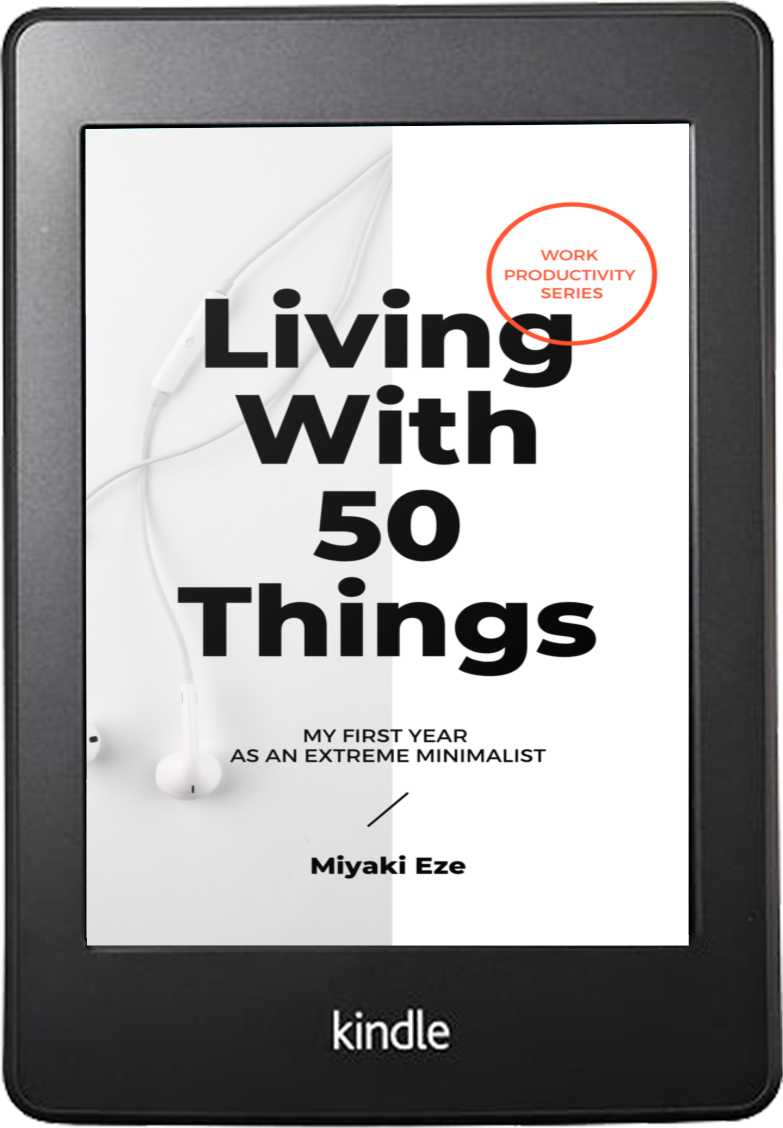 WORK
PRODUCTIVITY
SERIES
Living
With
50
Things
MY FIRST YEAR
AS AN EXTREME MINIMALIST
Miyaki Eze
kindle